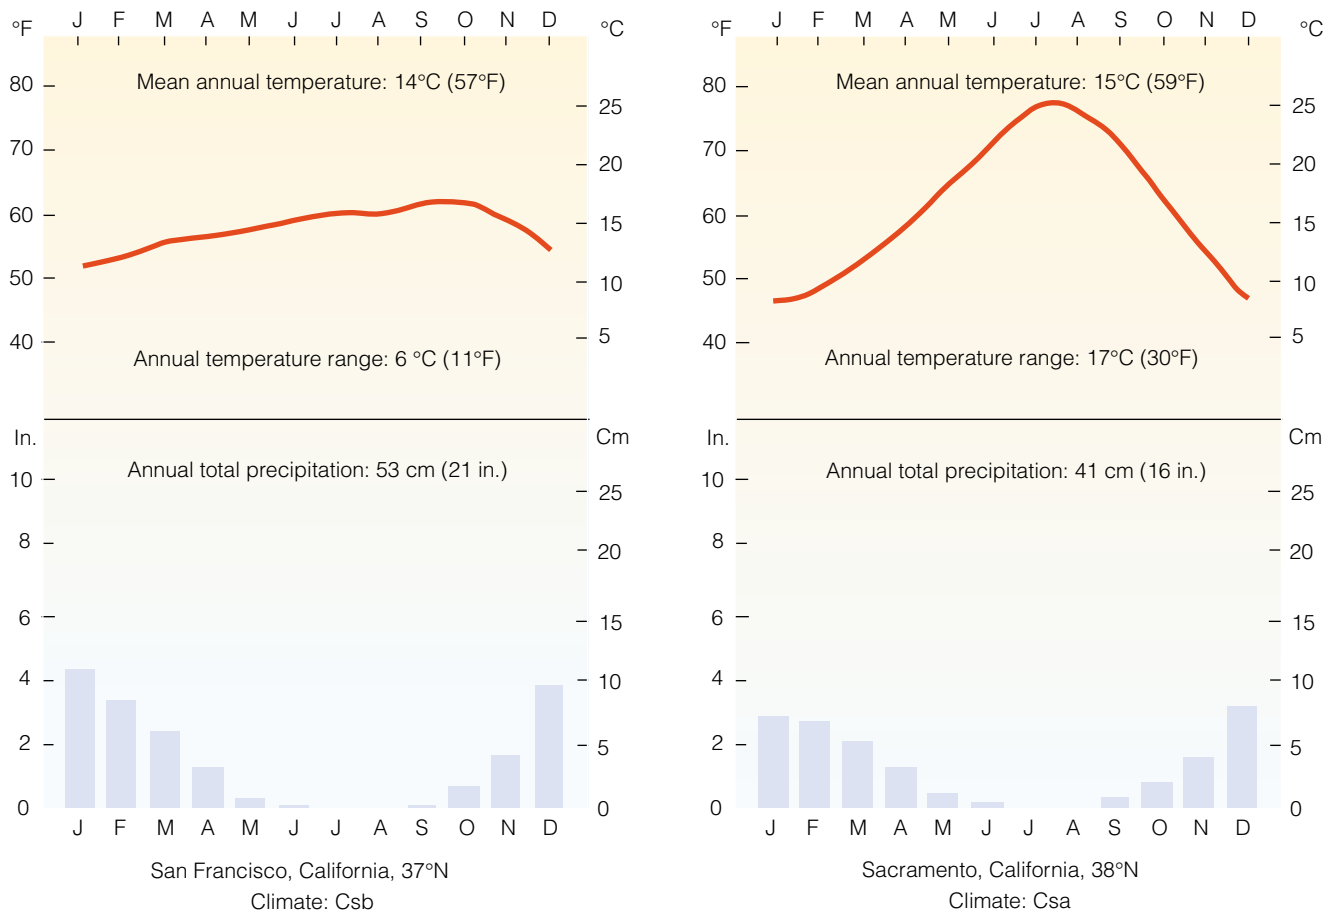 J F M A M J J A S O N D
°F
°C
Mean annual temperature: 14°C (57°F)
80
70
60
50
40
25
20
15
10
5
Annual temperature range: 6 °C (11°F)
In.
Cm
Annual total precipitation: 53 cm (21 in.)
10
8
6
4
2
0
25
20
15
10
5
0
J F M A M J J A S O N D
San Francisco, California, 37°N
Climate: Csb
J F M A M J J A S O N D
°F
°C
Mean annual temperature: 15°C (59°F)
80
70
60
50
40
25
20
15
10
5
Annual temperature range: 17°C (30°F)
In.
Cm
Annual total precipitation: 41 cm (16 in.)
10
8
6
4
2
0
25
20
15
10
5
0
J F M A M J J A S O N D
Sacramento, California, 38°N
Climate: Csa